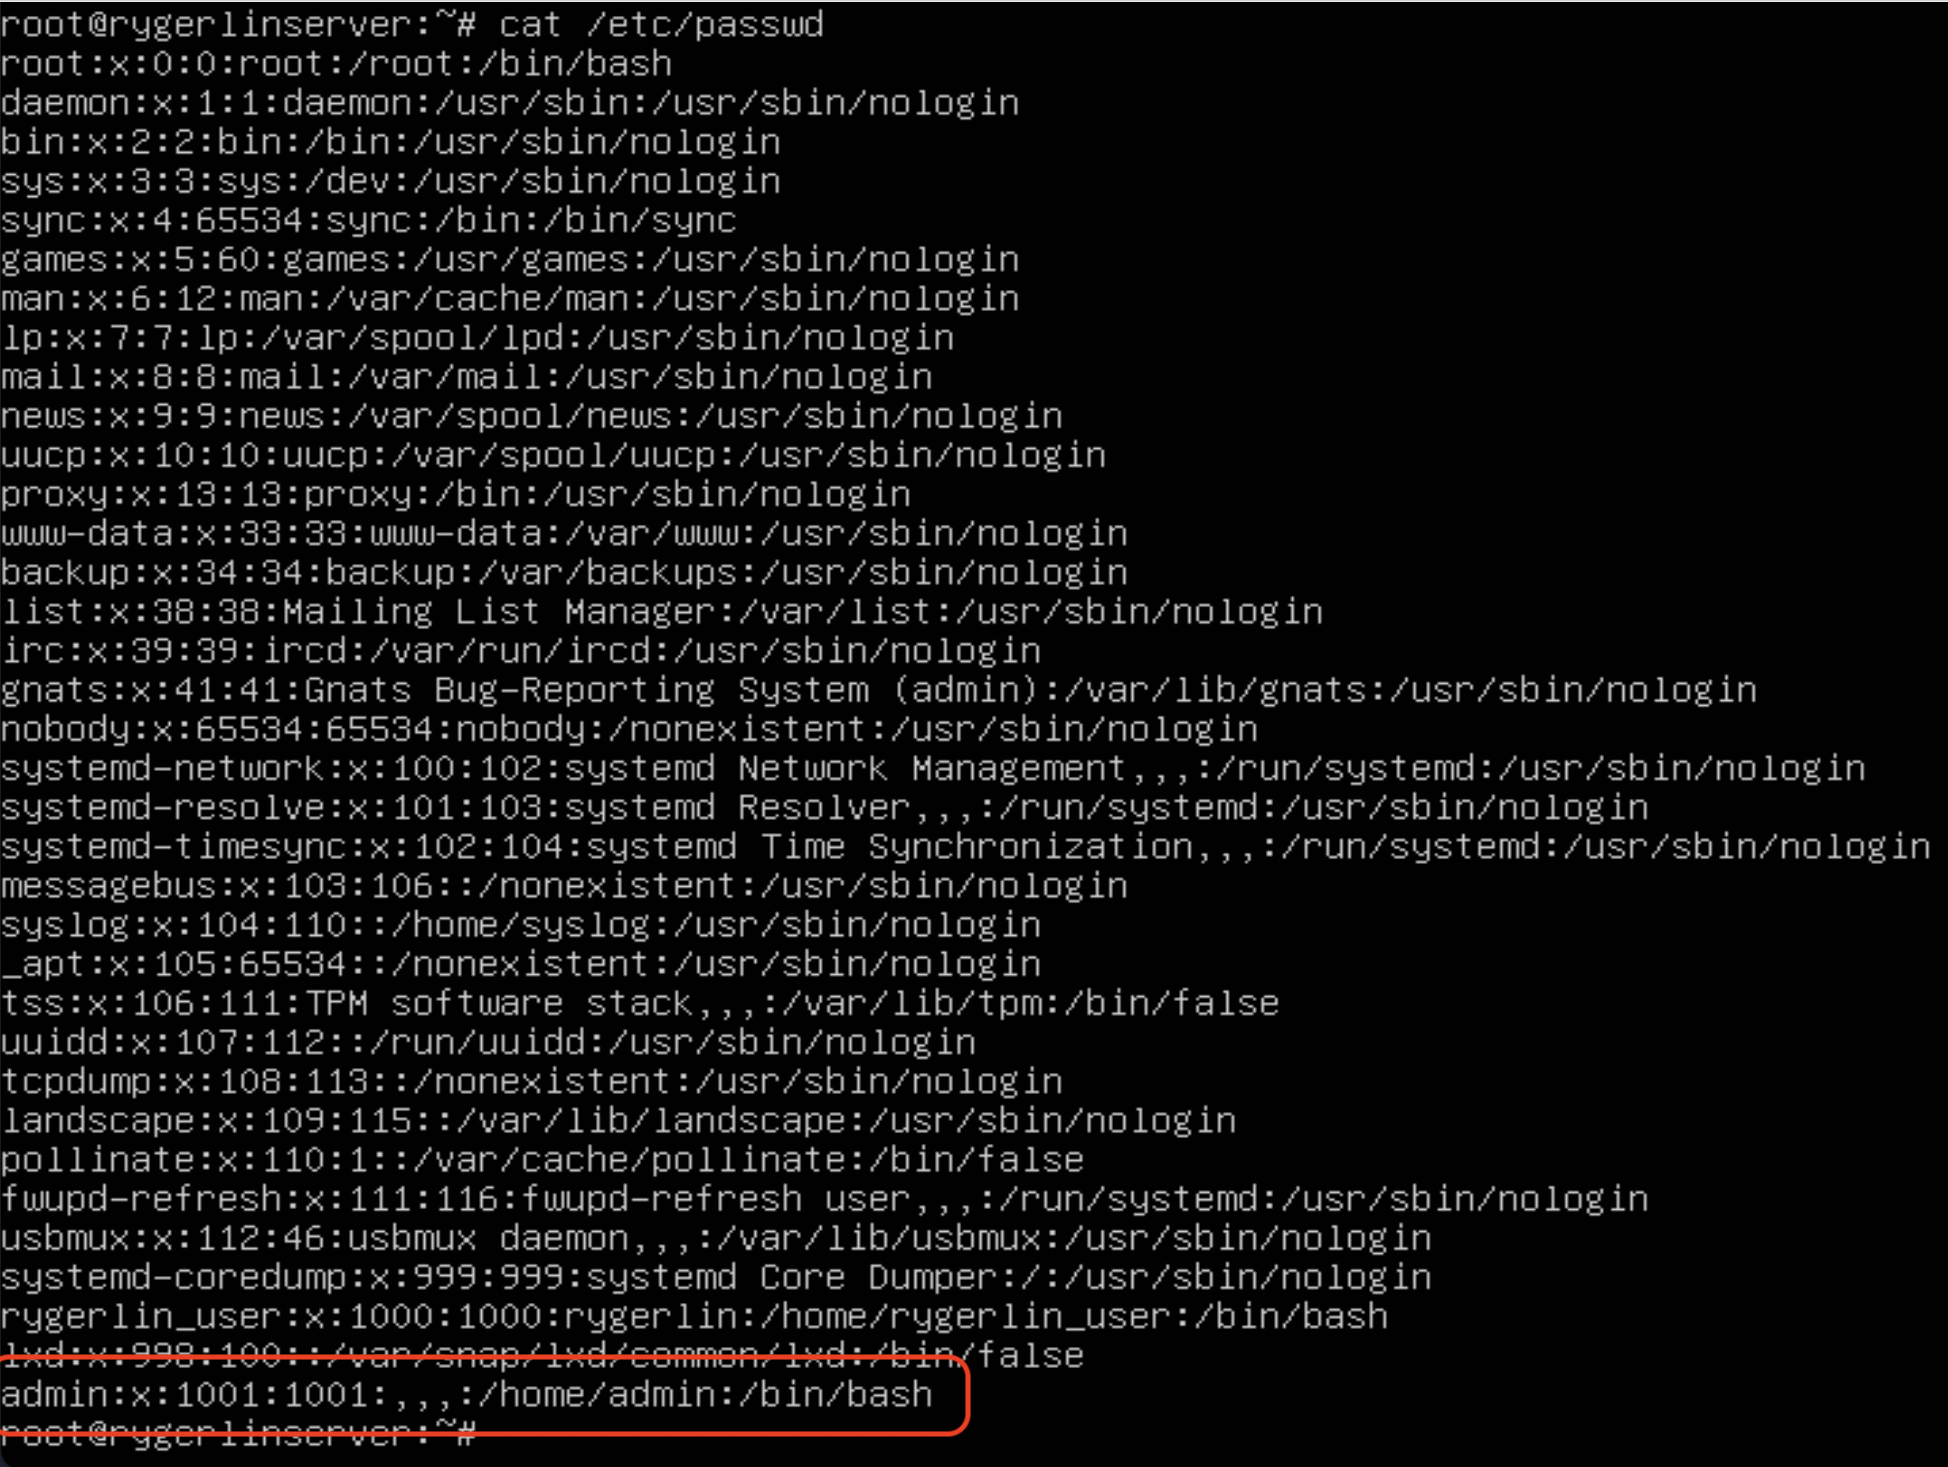 root@rygerlinserver:~# cat /etc/passwd
root:x:0:0:root:/root:/bin/bash
daemon:x:1:1:daemon:/usr/sbin:/usr/sbin/nologin
bin:x:2:2:bin:/bin:/usr/sbin/nologin
sys:x:3:3:sys:/dev:/usr/sbin/nologin
sync:x:4:65534:sync:/bin:/bin/sync
games:x:5:60:games:/usr/games:/usr/sbin/nologin
man:x:6:12:man:/var/cache/man:/usr/sbin/nologin
lp:x:7:7:lp:/var/spool/lpd:/usr/sbin/nologin
mail:x:8:8:mail:/var/mail:/usr/sbin/nologin
news:x:9:9:news:/var/spool/news:/usr/sbin/nologin
uucp:x:10:10:uucp:/var/spool/uucp:/usr/sbin/nologin
proxy:x:13:13:proxy:/bin:/usr/sbin/nologin
www-data:x:33:33:www-data:/var/www:/usr/sbin/nologin
backup:x:34:34:backup:/var/backups:/usr/sbin/nologin
list:x:38:38:Mailing List Manager:/var/list:/usr/sbin/nologin
irc:x:39:39:ircd:/var/run/ircd:/usr/sbin/nologin
gnats:x:41:41:Gnats Bug-Reporting System (admin):/var/lib/gnats:/usr/sbin/nologin
nobody:x:65534:65534:nobody:/nonexistent:/usr/sbin/nologin
systemd-network:x:100:102:systemd Network Management,,,:/run/systemd:/usr/sbin/nologin
systemd-resolve:x:101:103:systemd Resolver,,,:/run/systemd:/usr/sbin/nologin
systemd-timesync:x:102:104:systemd Time Synchronization,,,:/run/systemd:/usr/sbin/nologin
messagebus:x:103:106::/nonexistent:/usr/sbin/nologin
syslog:x:104:110::/home/syslog:/usr/sbin/nologin
_apt:x:105:65534::/nonexistent:/usr/sbin/nologin
tss:x:106:111:TPM software stack,,,:/var/lib/tpm:/bin/false
uuidd:x:107:112::/run/uuidd:/usr/sbin/nologin
tcpdump:x:108:113::/nonexistent:/usr/sbin/nologin
landscape:x:109:115::/var/lib/landscape:/usr/sbin/nologin
pollinate:x:110:1::/var/cache/pollinate:/bin/false
fwupd-refresh:x:111:116:fwupd-refresh user,,,:/run/systemd:/usr/sbin/nologin
usbmux:x:112:46:usbmux daemon,,,:/var/lib/usbmux:/usr/sbin/nologin
systemd-coredump:x:999:999:systemd Core Dumper:/:/usr/sbin/nologin
rygerlin_user:x:1000:1000:rygerlin:/home/rygerlin_user:/bin/bash
lxd:x:998:100::/var/snap/lxd/common/lxd:/bin/false
admin:x:1001:1001:,,,:/home/admin:/bin/bash
root@rygerlinserver:~#